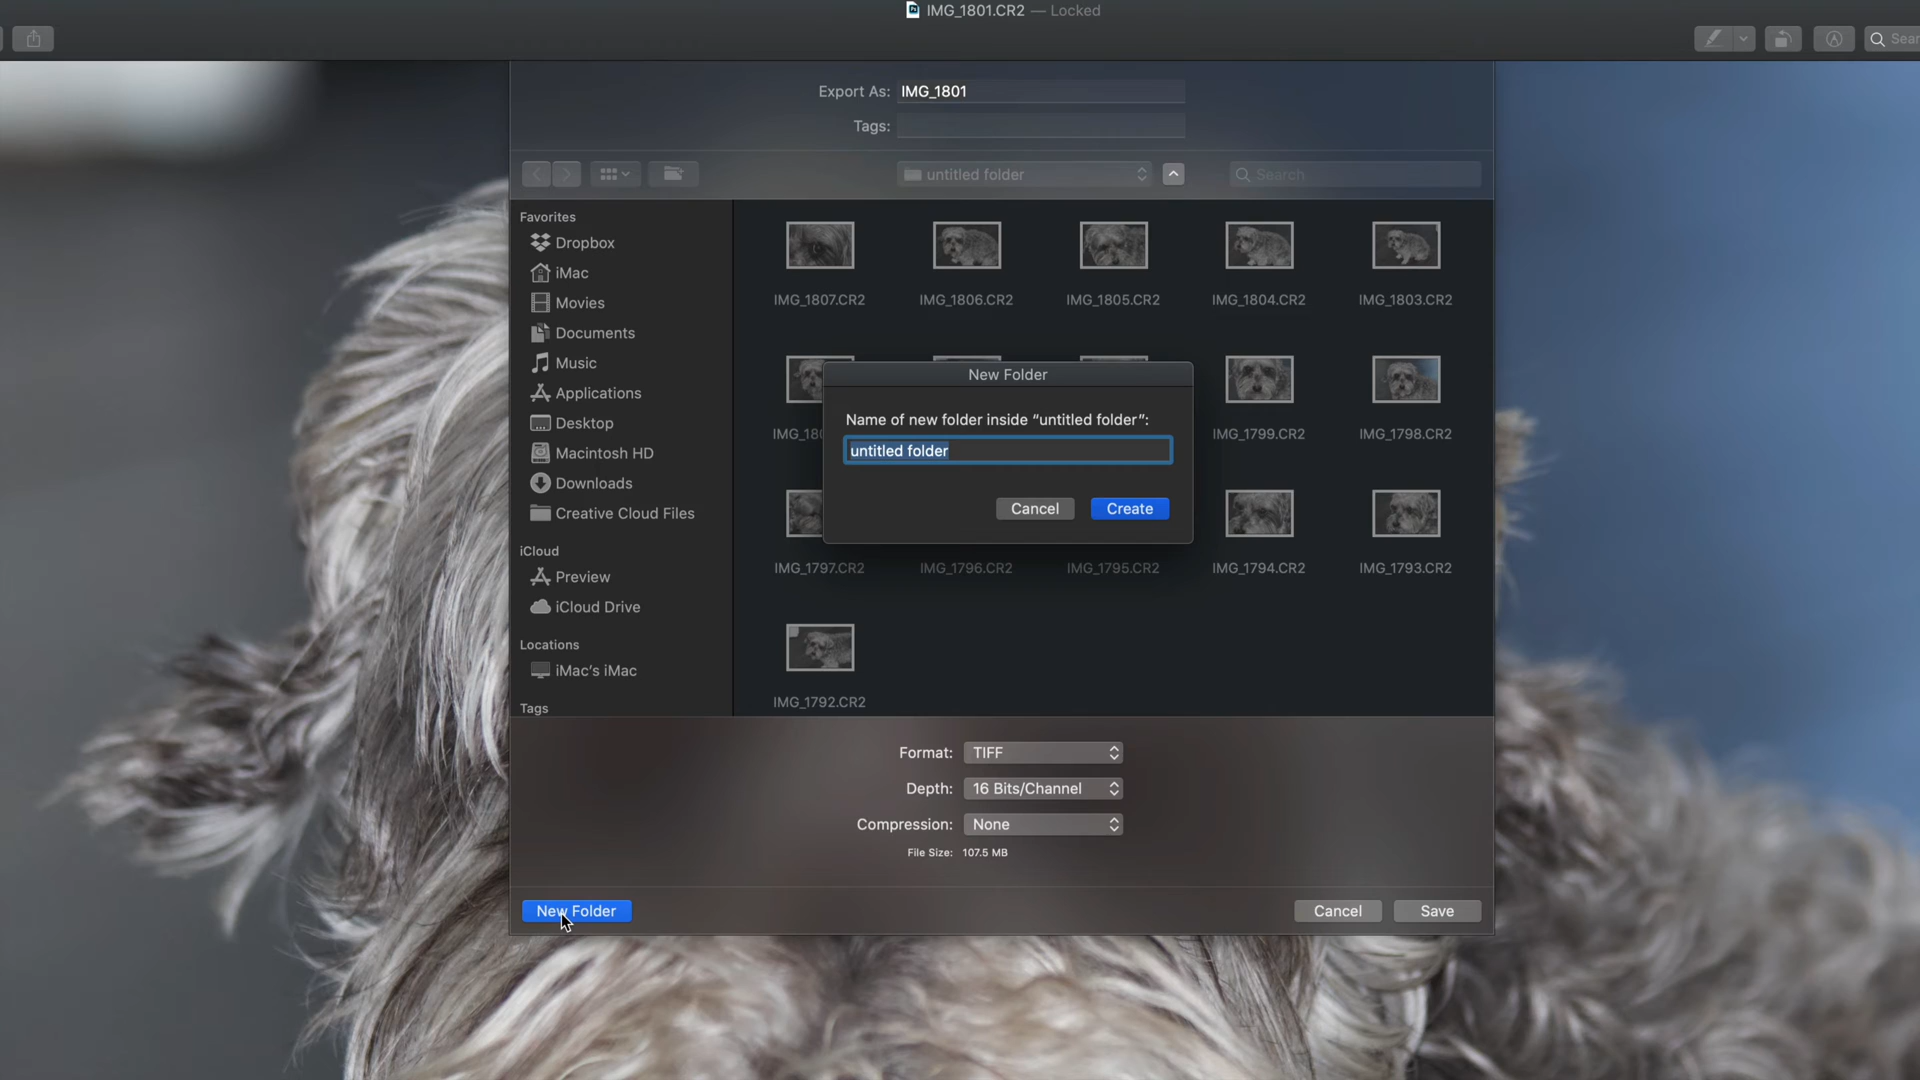 IMG_1801.CR2 — Locked
Export As: IMG_1801
Tags:
untitled folder
Search
Favorites
Dropbox
iMac
Movies
Documents
Music
Applications
Desktop
Macintosh HD
Downloads
Creative Cloud Files
iCloud
Preview
iCloud Drive
Locations
iMac's iMac
Tags
IMG_1807.CR2 IMG_1806.CR2 IMG_1805.CR2 IMG_1804.CR2 IMG_1803.CR2
IMG_1799.CR2 IMG_1798.CR2
IMG_1797.CR2 IMG_1796.CR2 IMG_1795.CR2 IMG_1794.CR2 IMG_1793.CR2
IMG_1792.CR2
New Folder
Name of new folder inside “untitled folder”:
untitled folder
Cancel Create
Format: TIFF
Depth: 16 Bits/Channel
Compression: None
File Size: 107.5 MB
New Folder Cancel Save